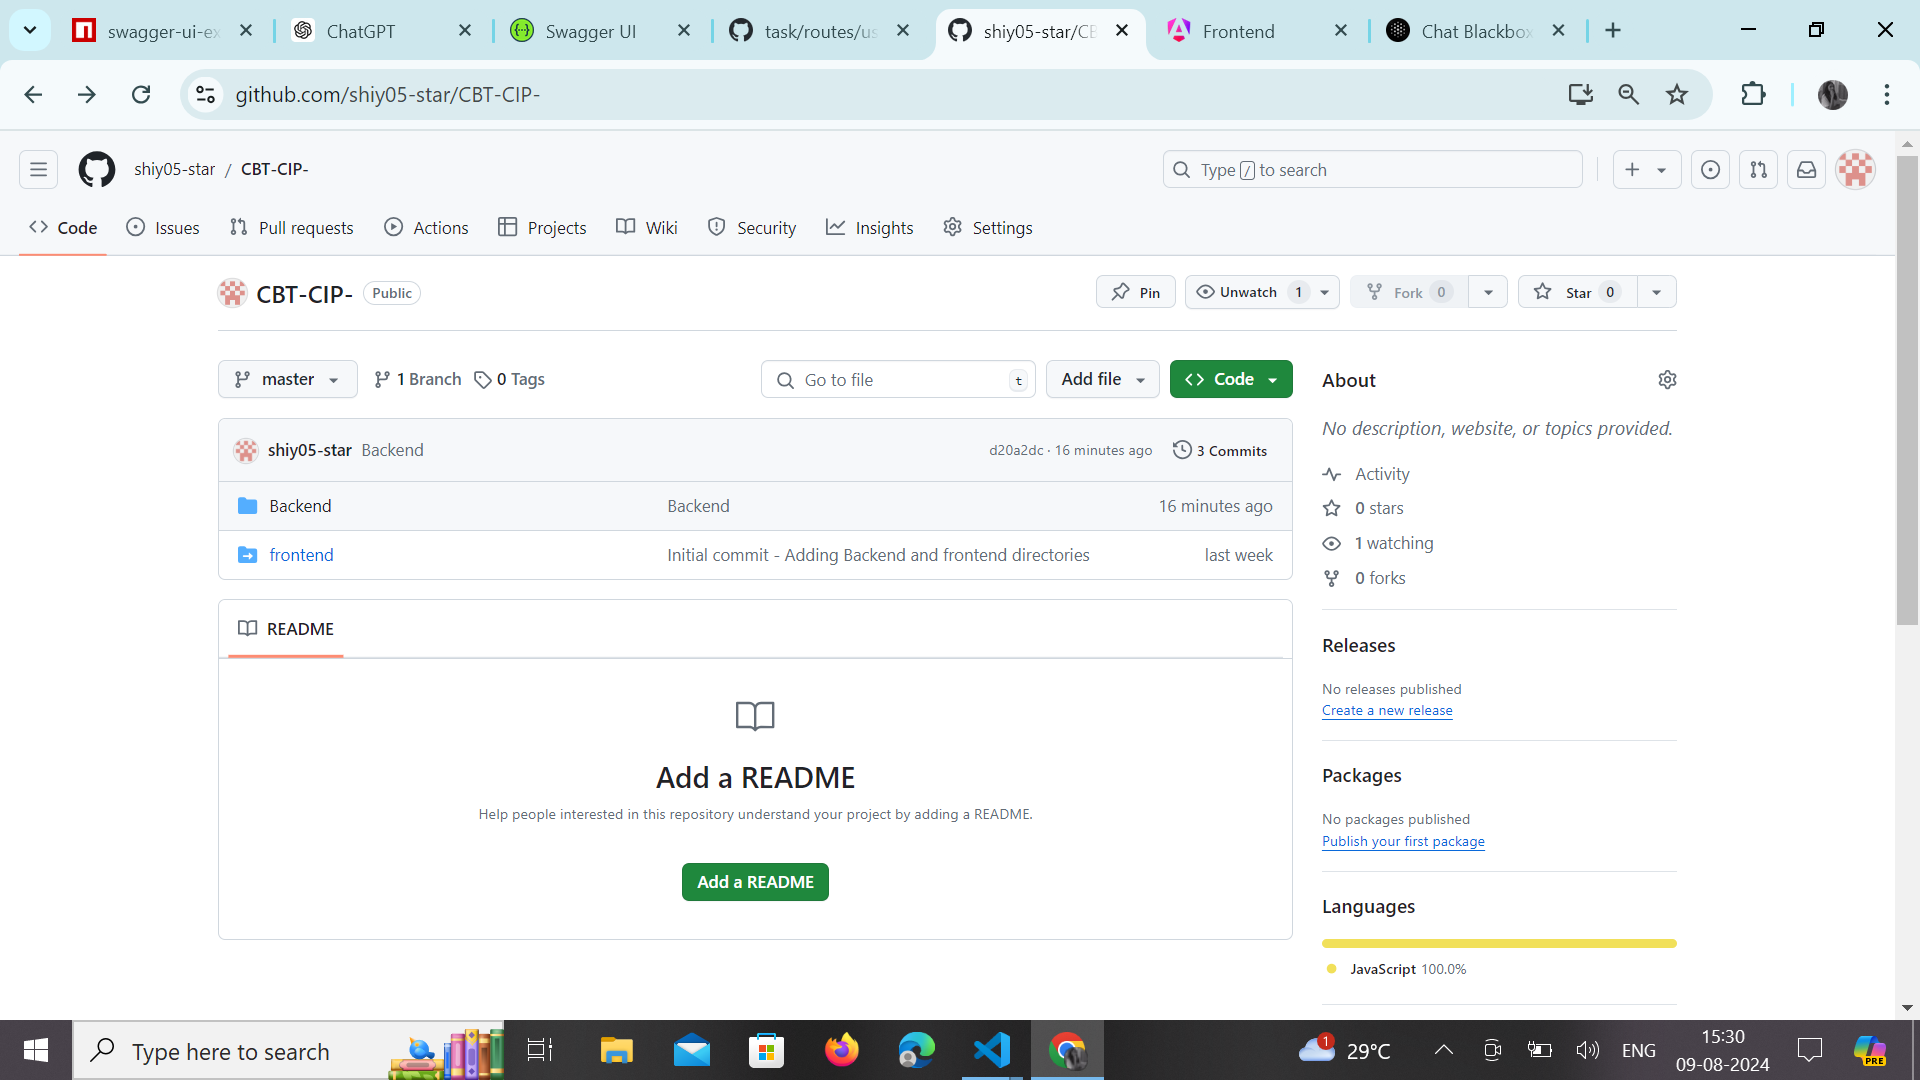 swagger-ui-ex
ChatGPT
Swagger UI
task/routes/us
shiy05-star/CB
Frontend
Chat Blackbox
github.com/shiy05-star/CBT-CIP-
shiy05-star / CBT-CIP-
Type / to search
Code
Issues
Pull requests
Actions
Projects
Wiki
Security
Insights
Settings
CBT-CIP- Public
Pin
Unwatch 1
Fork 0
Star 0
master
1 Branch
0 Tags
Go to file t
Add file
Code
shiy05-star Backend
d20a2dc · 16 minutes ago
3 Commits
Backend Backend 16 minutes ago
frontend Initial commit - Adding Backend and frontend directories last week
README
Add a README
Help people interested in this repository understand your project by adding a README.
Add a README
About
No description, website, or topics provided.
Activity
0 stars
1 watching
0 forks
Releases
No releases published
Create a new release
Packages
No packages published
Publish your first package
Languages
JavaScript 100.0%
Type here to search
1
29°C
ENG
15:30
09-08-2024
PRE